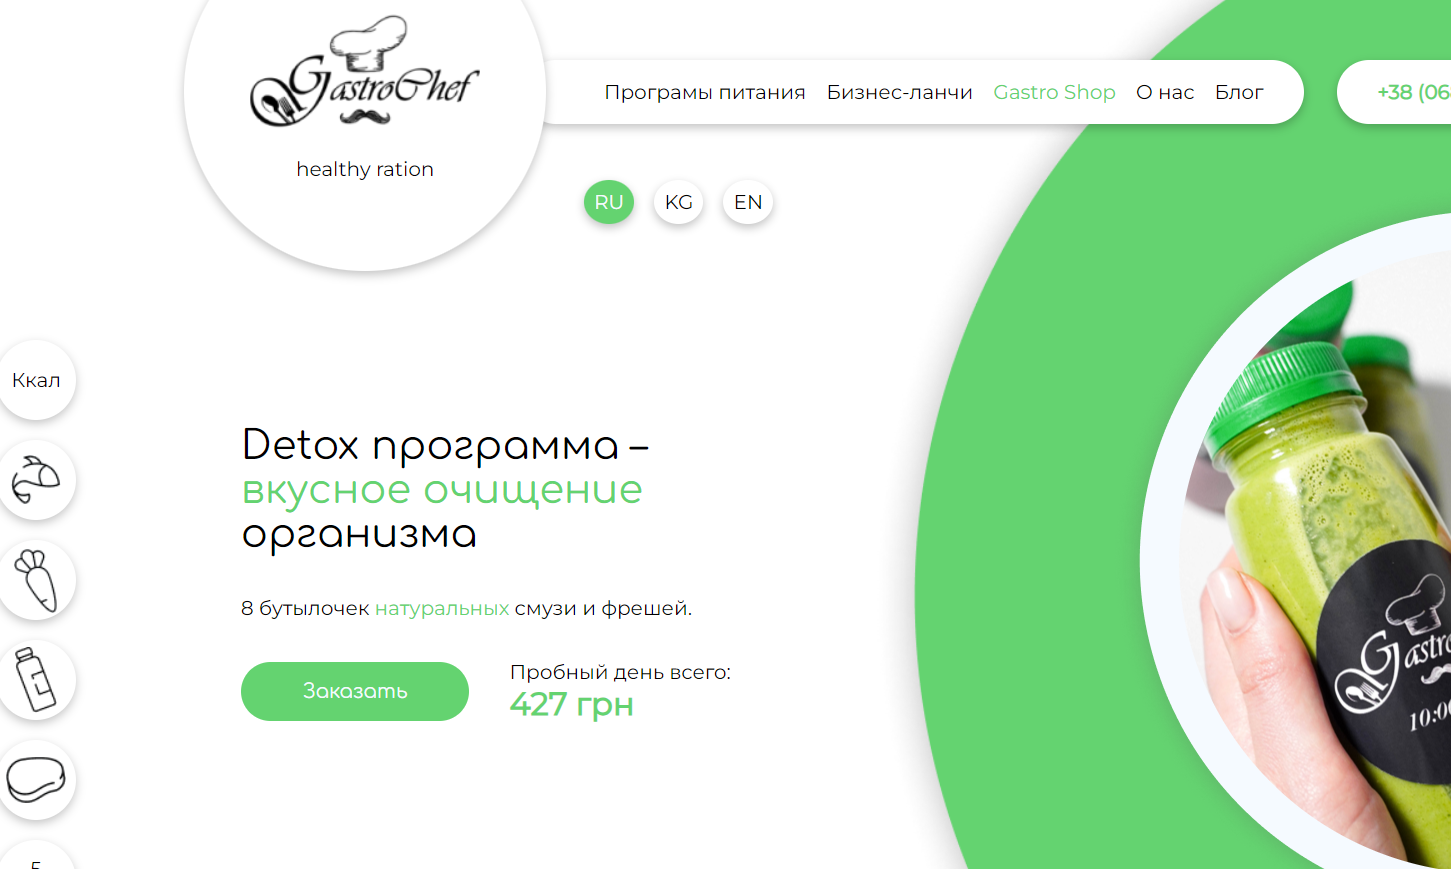 GastroChef
healthy ration
Програмы питания Бизнес-ланчи Gastro Shop О нас Блог
+38 (06
RU KG EN
Ккал
Detox программа –
вкусное очищение
организма
8 бутылочек натуральных смузи и фрешей.
Заказать
Пробный день всего:
427 грн
Gastro
10:00